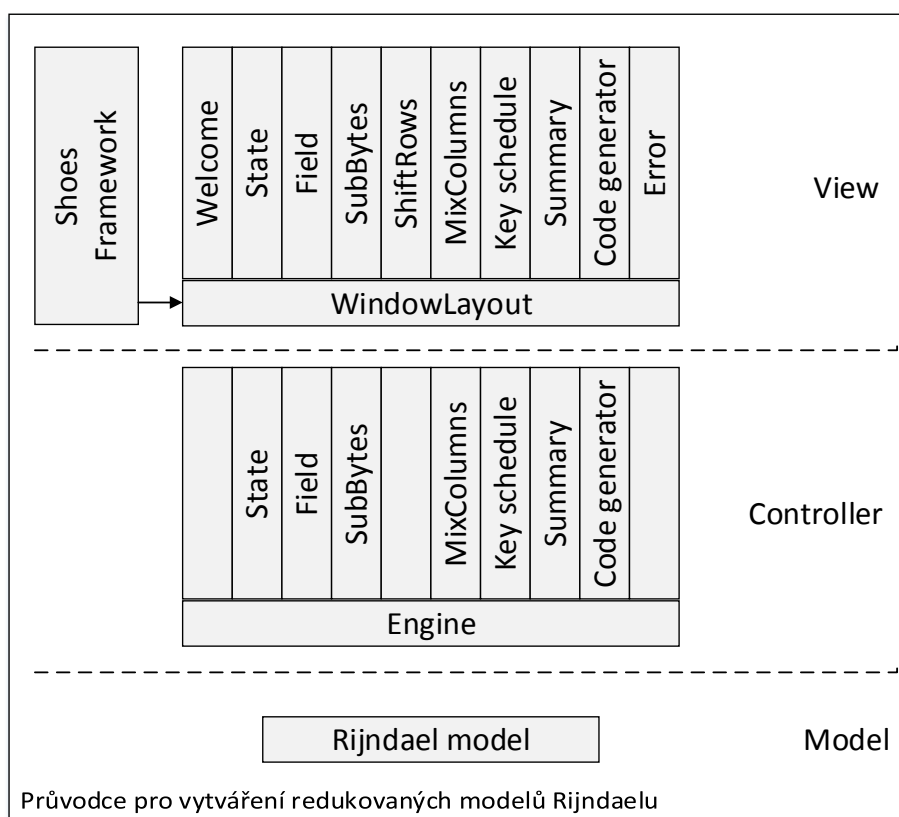 Shoes
Framework
Welcome
State
Field
SubBytes
ShiftRows
MixColumns
Key schedule
Summary
Code generator
Error
View
WindowLayout
State
Field
SubBytes
MixColumns
Key schedule
Summary
Code generator
Controller
Engine
Rijndael model
Model
Průvodce pro vytváření redukovaných modelů Rijndaelu